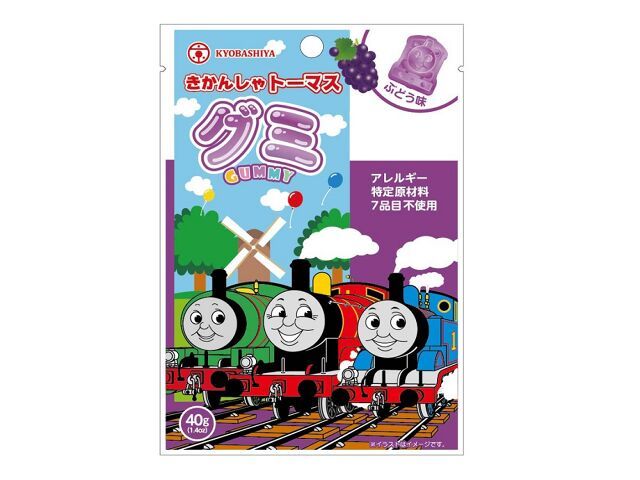 KYOBASHIYA
きかんしゃトーマス
グミ
GUMMY
ぶどう味
アレルギー
特定原材料
7品目不使用
1
40g
(1.4oz)
※イラストはイメージです。